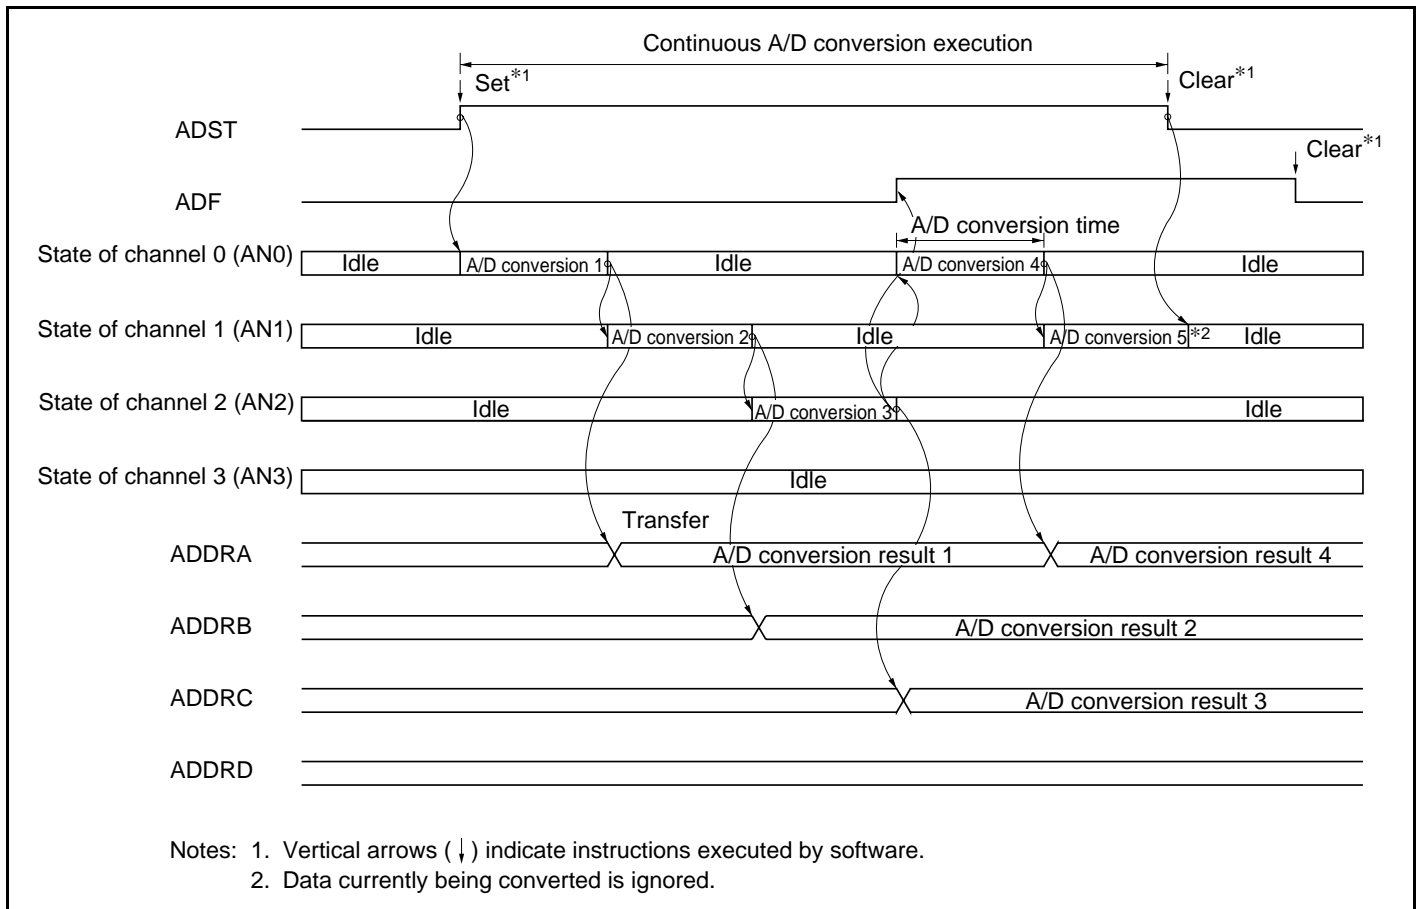 Continuous A/D conversion execution
Set*1
Clear*1
ADST
Clear*1
ADF
A/D conversion time
State of channel 0 (AN0) Idle A/D conversion 1 Idle A/D conversion 4 Idle
State of channel 1 (AN1) Idle A/D conversion 2 Idle A/D conversion 5 *2 Idle
State of channel 2 (AN2) Idle A/D conversion 3 Idle
State of channel 3 (AN3) Idle
Transfer
ADDRA A/D conversion result 1 A/D conversion result 4
ADDRB A/D conversion result 2
ADDRC A/D conversion result 3
ADDRD
Notes: 1. Vertical arrows (↓) indicate instructions executed by software.
2. Data currently being converted is ignored.